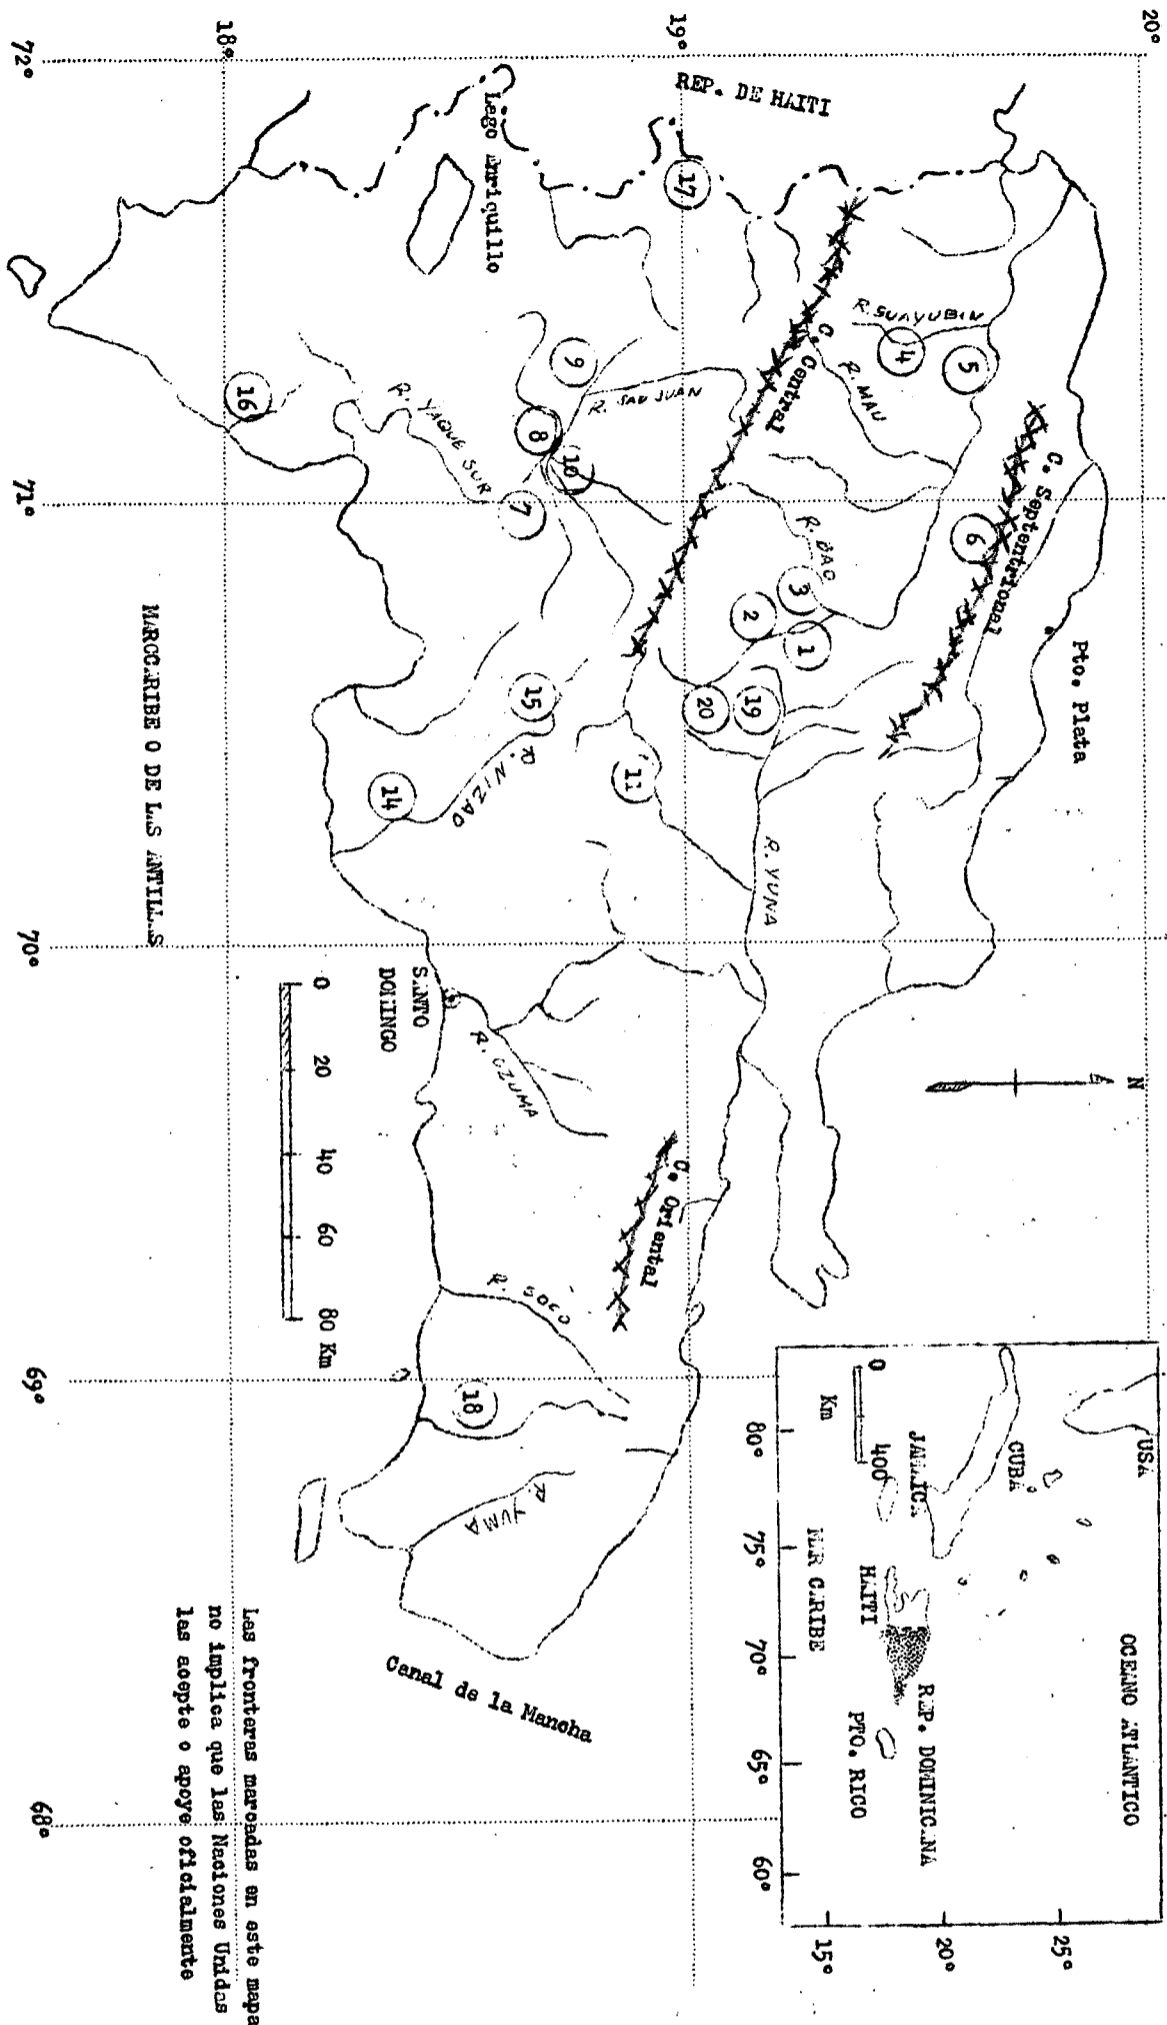 20°
19°
18°
72°
71°
70°
69°
68°
REP. DE HAITI
Lago Enriquillo
17
R. GUAYUBIN
4
5
R. MAO
C. Central
C. Septentrional
6
Pto. Plata
9
R. SAN JUAN
8
10
7
R. YAQUE SUR
16
R. BAO
3
2
1
19
20
15
11
14
R. NIZAO
R. YUNA
MAR CARIBE O DE LAS ANTILLAS
SANTO
DOMINGO
R. OZUMA
C. Oriental
R. SOCO
18
R. YUMA
0 20 40 60 80 Km
N
Canal de la Mancha
USA
OCEANO ATLANTICO
CUBA
JAMAICA
HAITI
REP. DOMINICANA
PTO. RICO
MAR CARIBE
0 400
Km
80° 75° 70° 65° 60°
25°
20°
15°
Las fronteras marcadas en este mapa
no implica que las Naciones Unidas
las acepte o apoye oficialmente